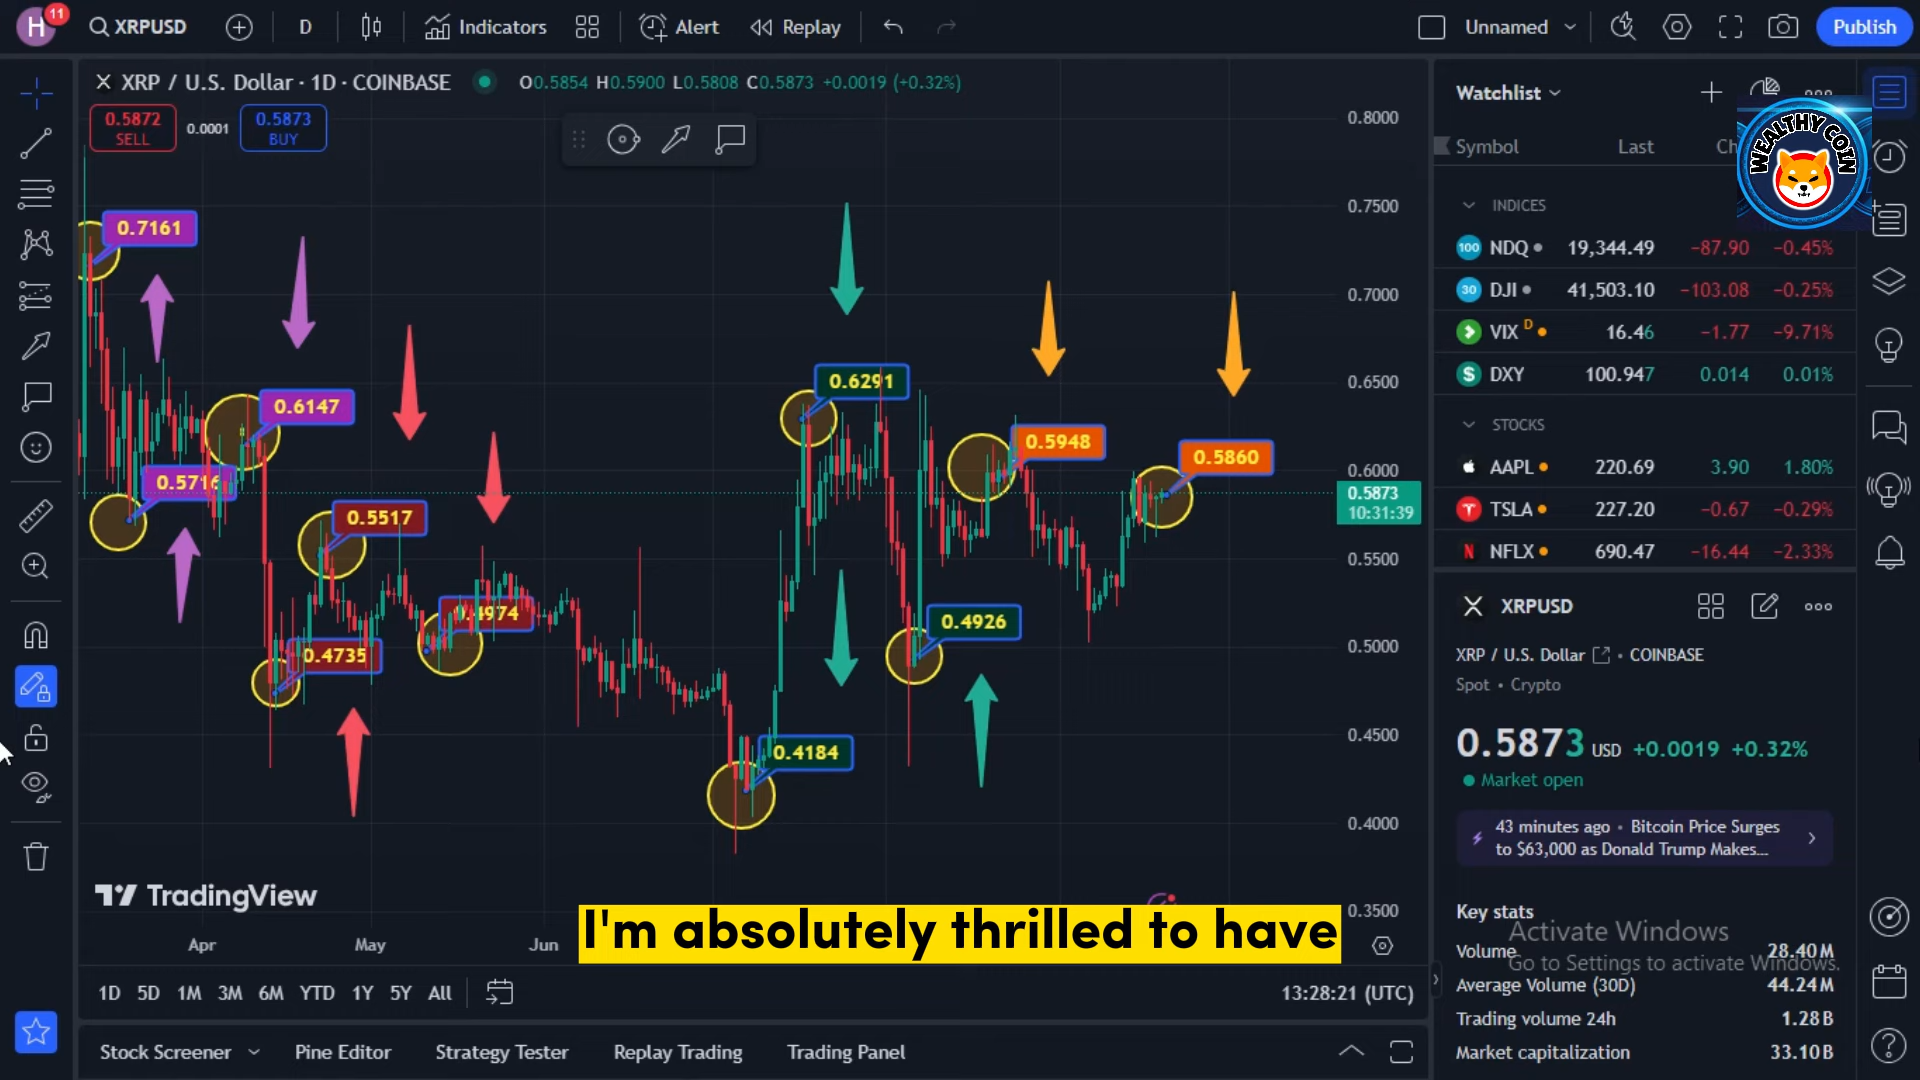 H
11
XRPUSD
D
Indicators
Alert
Replay
Unnamed
Publish
XRP / U.S. Dollar · 1D · COINBASE
O0.5854 H0.5900 L0.5808 C0.5873 +0.0019 (+0.32%)
0.5872
SELL
0.0001
0.5873
BUY
0.7161
0.6147
0.5716
0.5517
0.4735
0.4974
0.6291
0.4184
0.4926
0.5948
0.5860
0.8000
0.7500
0.7000
0.6500
0.6000
0.5873
10:31:39
0.5500
0.5000
0.4500
0.4000
0.3500
TradingView
Apr
May
Jun
I'm absolutely thrilled to have
1D 5D 1M 3M 6M YTD 1Y 5Y All
13:28:21 (UTC)
Stock Screener
Pine Editor
Strategy Tester
Replay Trading
Trading Panel
Watchlist
WEALTHY COIN
Symbol Last Ch
INDICES
100 NDQ 19,344.49 −87.90 −0.45%
30 DJI 41,503.10 −103.08 −0.25%
VIX D 16.46 −1.77 −9.71%
$ DXY 100.947 0.014 0.01%
STOCKS
AAPL 220.69 3.90 1.80%
TSLA 227.20 −0.67 −0.29%
N NFLX 690.47 −16.44 −2.33%
XRPUSD
XRP / U.S. Dollar • COINBASE
Spot • Crypto
0.5873 USD +0.0019 +0.32%
Market open
43 minutes ago • Bitcoin Price Surges
to $63,000 as Donald Trump Makes...
Key stats
Activate Windows
Volume 28.40M
Go to Settings to activate Windows.
Average Volume (30D) 44.24M
Trading volume 24h 1.28B
Market capitalization 33.10B